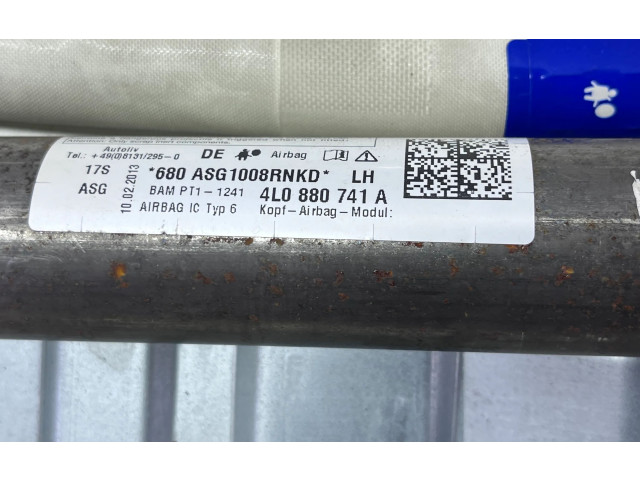 Autoliv
Tel.: +49(0)8131/295-0
DE Airbag
17S
*680 ASG1008RNKD* LH
ASG
10.02.2013
BAM PT1-1241
4L0 880 741 A
AIRBAG IC Typ 6
Kopf-Airbag-Modul: